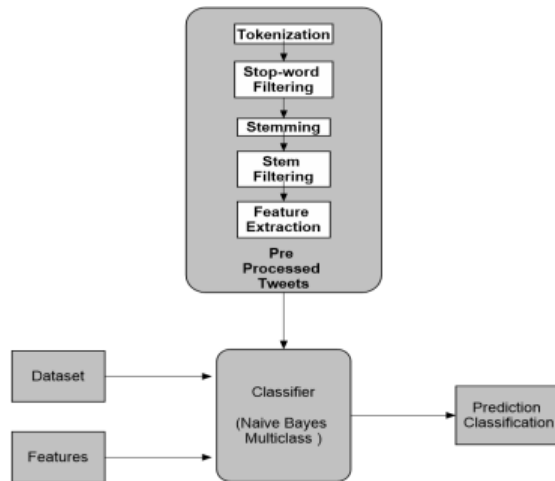 Tokenization
Stop-word
Filtering
Stemming
Stem
Filtering
Feature
Extraction
Pre
Processed
Tweets
Dataset
Features
Classifier
(Naive Bayes
Multiclass )
Prediction
Classification